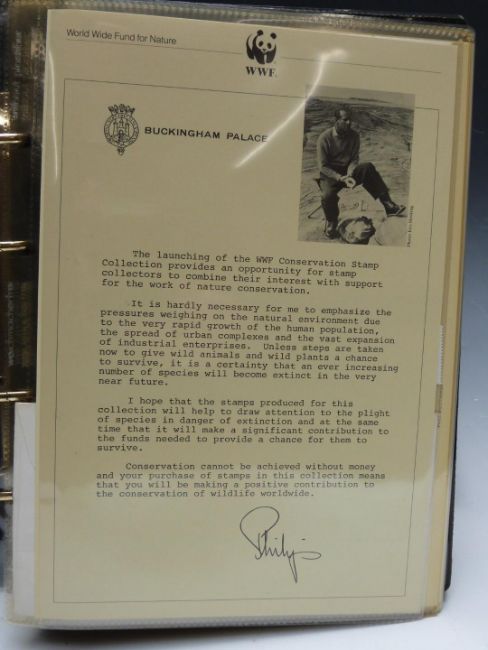 World Wide Fund for Nature
WWF
BUCKINGHAM PALACE
The launching of the WWF Conservation Stamp
Collection provides an opportunity for stamp
collectors to combine their interest with support
for the work of nature conservation.
It is hardly necessary for me to emphasize the
pressures weighing on the natural environment due
to the very rapid growth of the human population,
the spread of urban complexes and the vast expansion
of industrial enterprises. Unless steps are taken
now to give wild animals and wild plants a chance
to survive, it is a certainty that an ever increasing
number of species will become extinct in the very
near future.
I hope that the stamps produced for this
collection will help to draw attention to the plight
of species in danger of extinction and at the same
time that it will make a significant contribution to
the funds needed to provide a chance for them to
survive.
Conservation cannot be achieved without money
and your purchase of stamps in this collection means
that you will be making a positive contribution to
the conservation of wildlife worldwide.
Philip